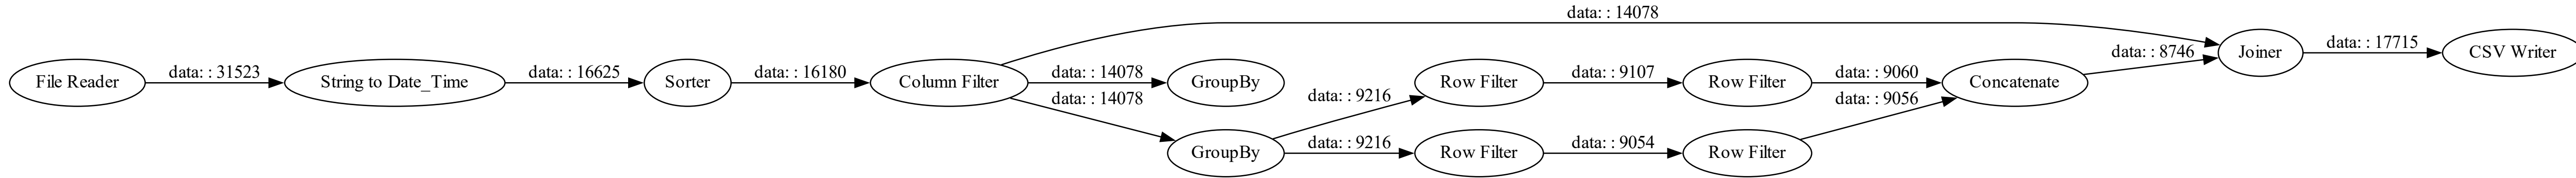 data: : 14078
File Reader
data: : 31523
String to Date_Time
data: : 16625
Sorter
data: : 16180
Column Filter
data: : 14078
GroupBy
data: : 14078
GroupBy
data: : 9216
Row Filter
data: : 9107
Row Filter
data: : 9060
data: : 9216
Row Filter
data: : 9054
Row Filter
data: : 9056
Concatenate
data: : 8746
Joiner
data: : 17715
CSV Writer